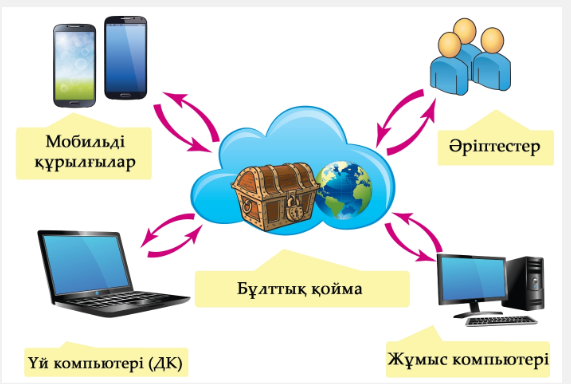 Мобильді
құрылғылар
Әріптестер
Бұлттық қойма
Үй компьютері (ДК)
Жұмыс компьютері